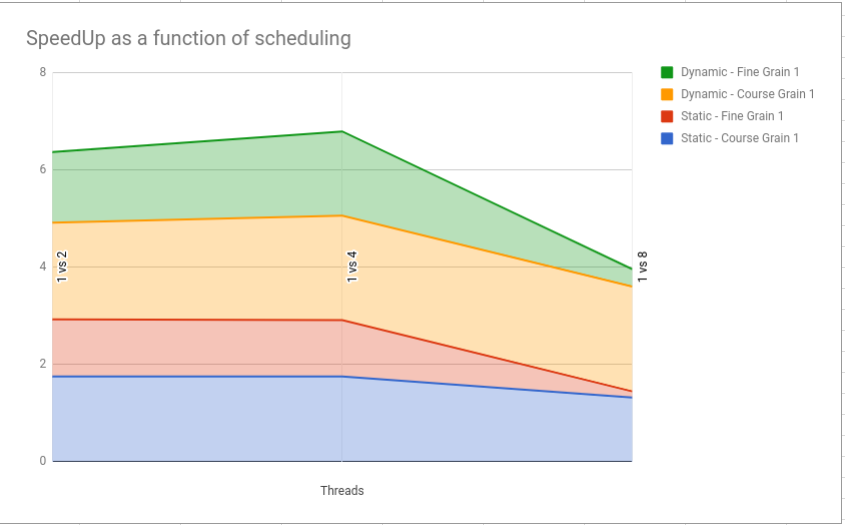 SpeedUp as a function of scheduling
8
6
4
2
0
1 vs 2
1 vs 4
1 vs 8
Threads
Dynamic - Fine Grain 1
Dynamic - Course Grain 1
Static - Fine Grain 1
Static - Course Grain 1